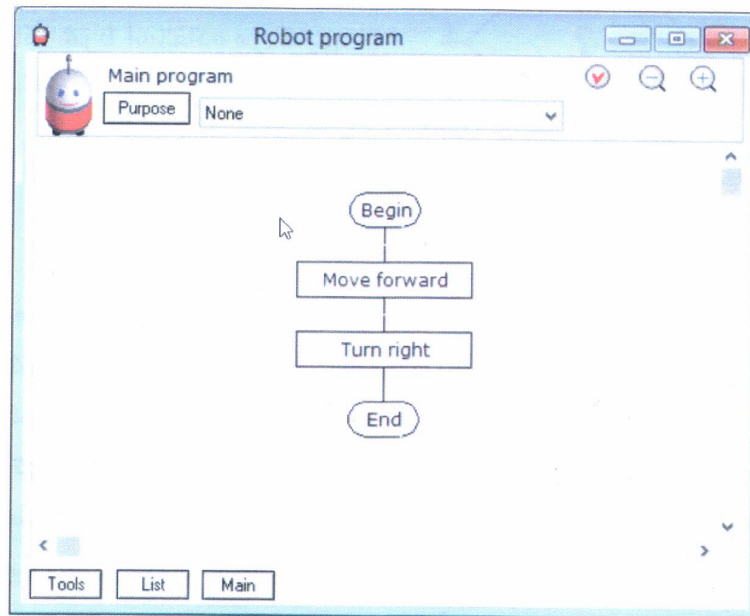 Robot program
Main program
Purpose
None
Begin
Move forward
Turn right
End
Tools
List
Main